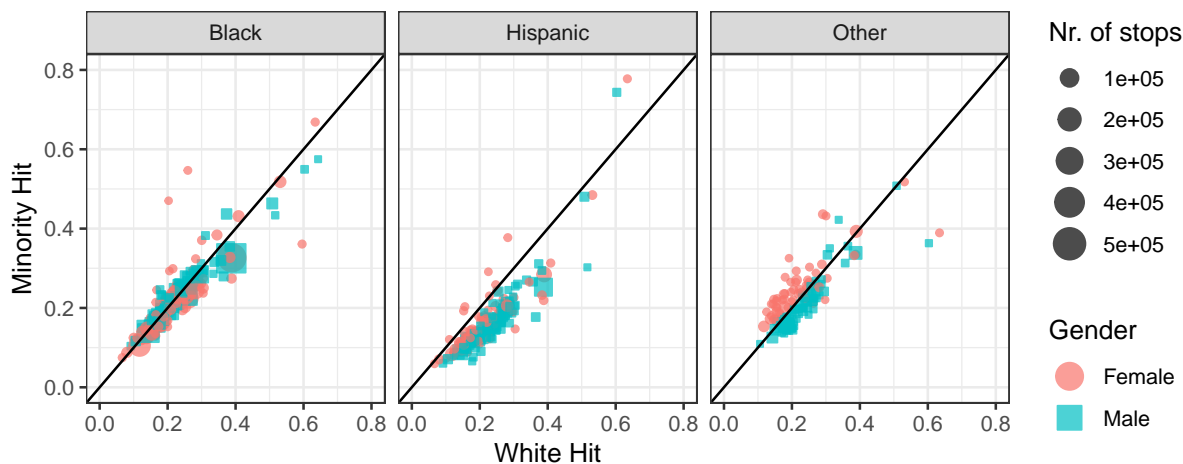 Black
Hispanic
Other
Minority Hit
0.8
0.6
0.4
0.2
0.0
0.0 0.2 0.4 0.6 0.8
0.0 0.2 0.4 0.6 0.8
0.0 0.2 0.4 0.6 0.8
White Hit
Nr. of stops
1e+05
2e+05
3e+05
4e+05
5e+05
Gender
Female
Male